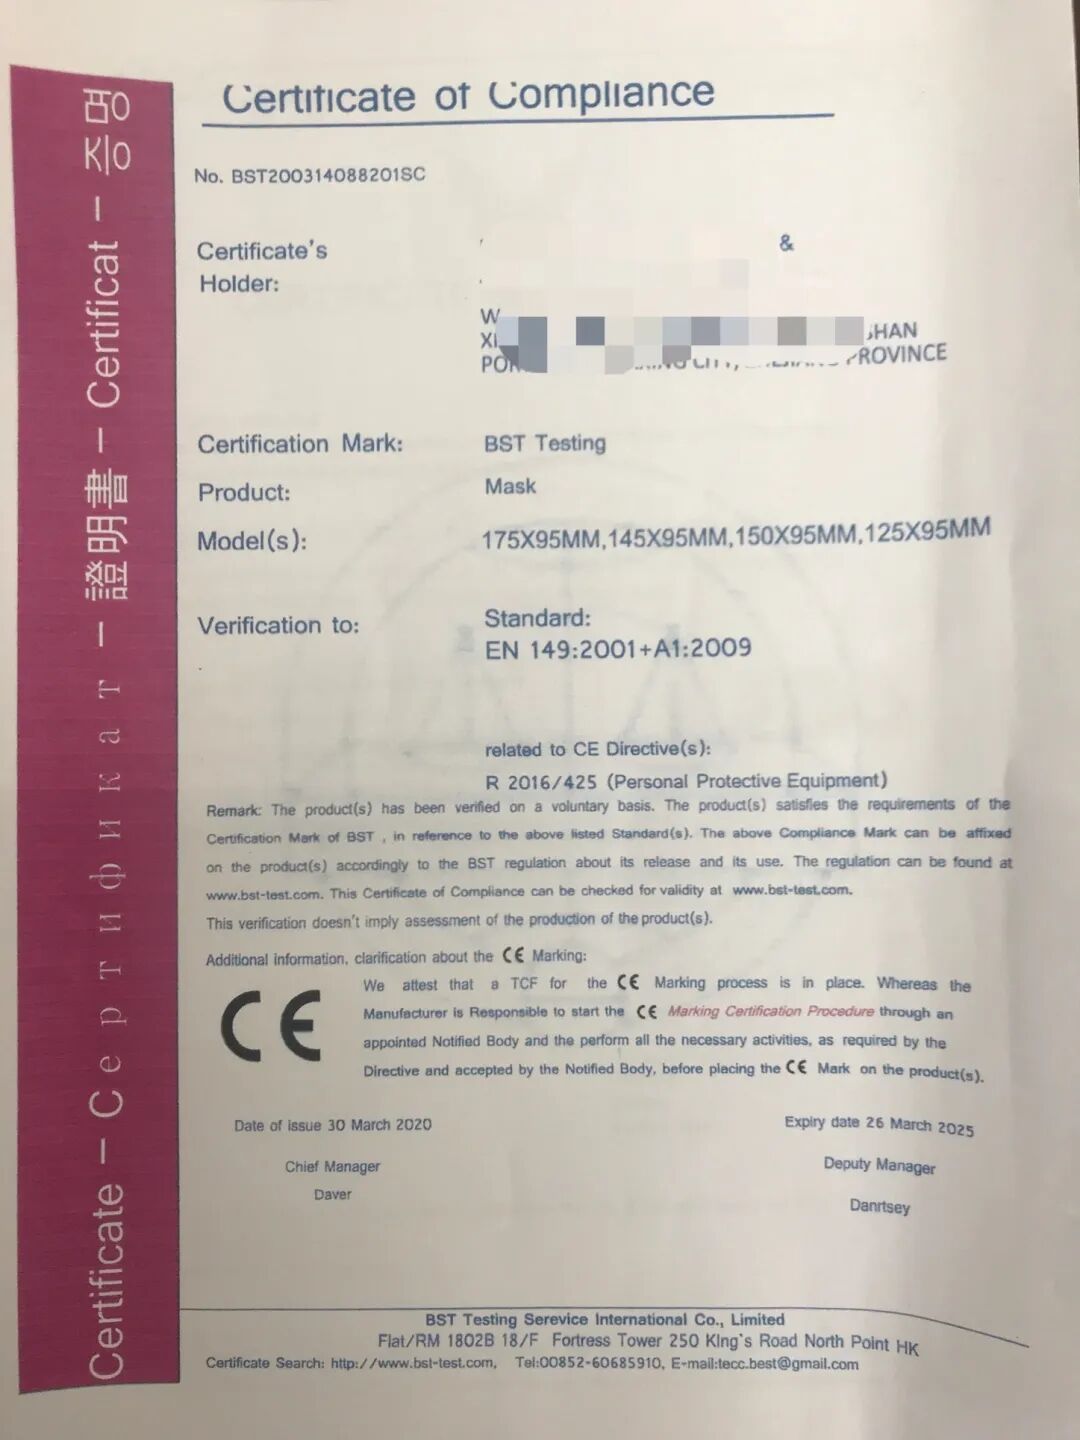 Certificate – Сертификат – 證明書 – Certificat – 증명
Certificate of Compliance
No. BST200314088201SC
Certificate's
Holder:
&
W
XI
SHAN
CITY, PROVINCE
Certification Mark: BST Testing
Product: Mask
Model(s): 175X95MM,145X95MM,150X95MM,125X95MM
Verification to: Standard:
EN 149:2001+A1:2009
related to CE Directive(s):
R 2016/425 (Personal Protective Equipment)
Remark: The product(s) has been verified on a voluntary basis. The product(s) satisfies the requirements of the
Certification Mark of BST , in reference to the above listed Standard(s). The above Compliance Mark can be affixed
on the product(s) accordingly to the BST regulation about its release and its use. The regulation can be found at
www.bst-test.com. This Certificate of Compliance can be checked for validity at www.bst-test.com.
This verification doesn't imply assessment of the production of the product(s).
Additional information, clarification about the CE Marking:
CE
We attest that a TCF for the CE Marking process is in place. Whereas the
Manufacturer is Responsible to start the CE Marking Certification Procedure through an
appointed Notified Body and the perform all the necessary activities, as required by the
Directive and accepted by the Notified Body, before placing the CE Mark on the product(s).
Date of issue 30 March 2020 Expiry date 26 March 2025
Chief Manager Deputy Manager
Daver Danrtsey
BST Testing Serevice International Co., Limited
Flat/RM 1802B 18/F Fortress Tower 250 KIng`s Road North Point HK
Certificate Search: http://www.bst-test.com, Tel:00852-60685910, E-mail:tecc.best@gmail.com